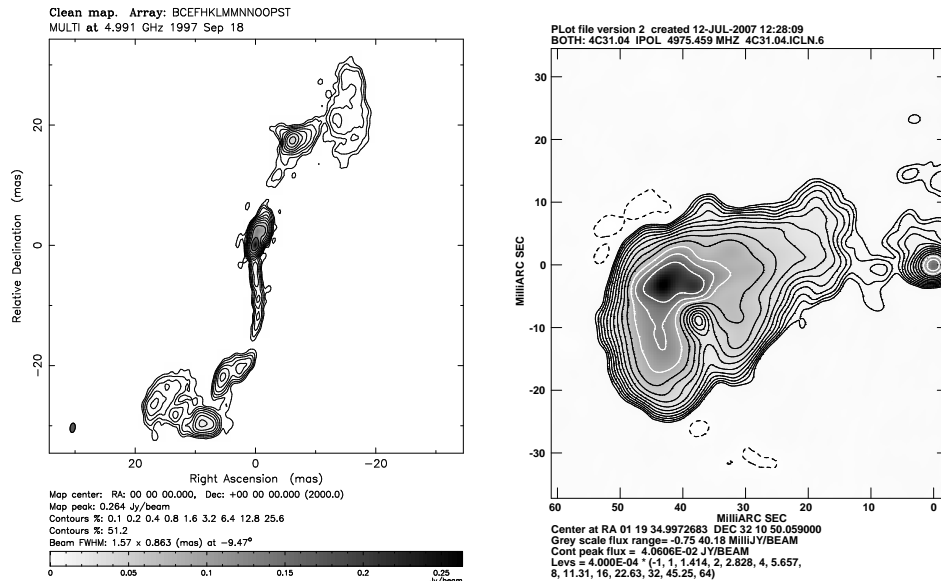 Clean map. Array: BCEFHKLMMNNOOPST
MULTI at 4.991 GHz 1997 Sep 18
Relative Declination (mas)
20
0
−20
20
0
−20
Right Ascension (mas)
Map center: RA: 00 00 00.000, Dec: +00 00 00.000 (2000.0)
Map peak: 0.264 Jy/beam
Contours %: 0.1 0.2 0.4 0.8 1.6 3.2 6.4 12.8 25.6
Contours %: 51.2
Beam FWHM: 1.57 x 0.863 (mas) at −9.47°
0
0.05
0.1
0.15
0.2
0.25
Jy/beam
PLot file version 2 created 12-JUL-2007 12:28:09
BOTH: 4C31.04 IPOL 4975.459 MHZ 4C31.04.ICLN.6
MilliARC SEC
30
20
10
0
-10
-20
-30
60
50
40
30
20
10
0
MilliARC SEC
Center at RA 01 19 34.9972683 DEC 32 10 50.059000
Grey scale flux range= -0.75 40.18 MilliJY/BEAM
Cont peak flux = 4.0606E-02 JY/BEAM
Levs = 4.000E-04 * (-1, 1, 1.414, 2, 2.828, 4, 5.657,
8, 11.31, 16, 22.63, 32, 45.25, 64)